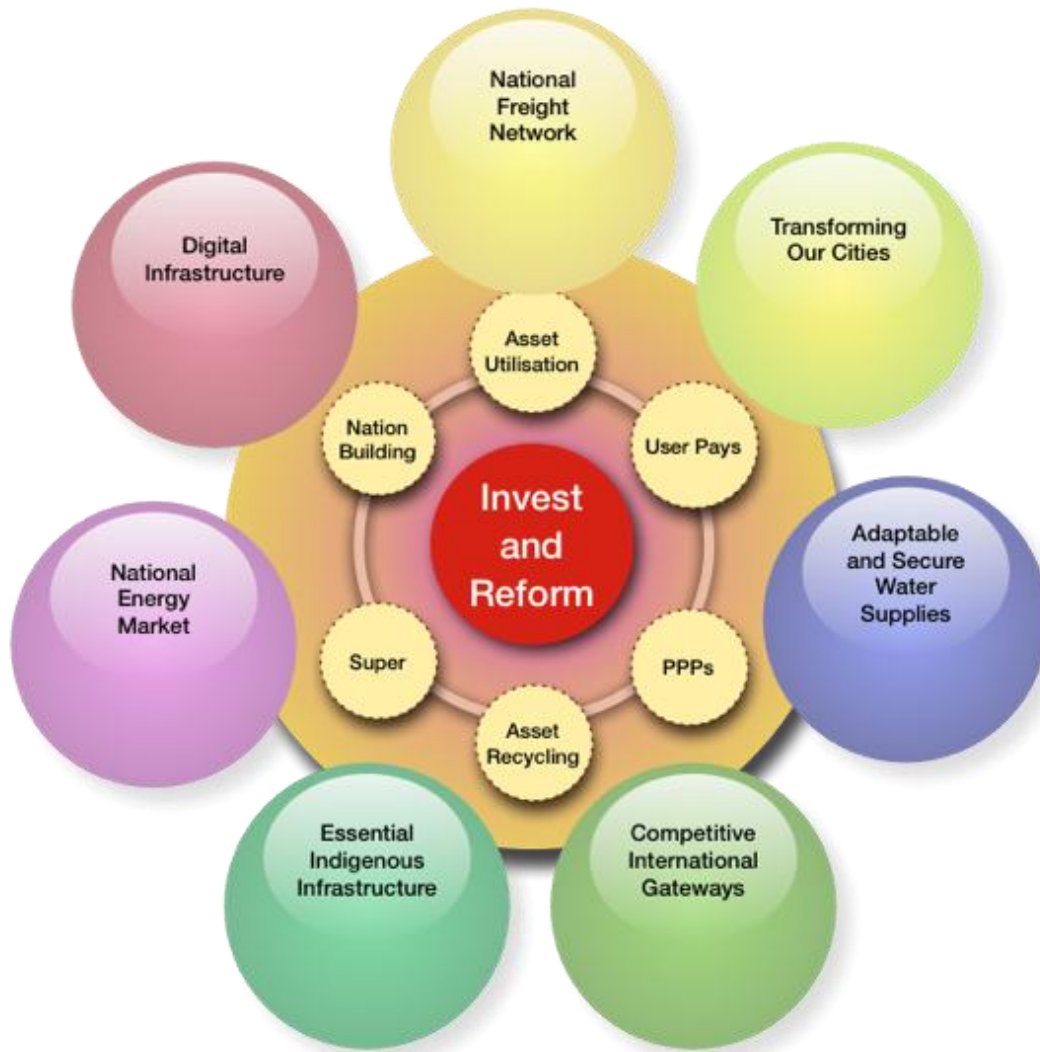 National
Freight
Network
Transforming
Our Cities
Digital
Infrastructure
Asset
Utilisation
Nation
Building
User Pays
Invest
and
Reform
Adaptable
and Secure
Water
Supplies
National
Energy
Market
Super
PPPs
Asset
Recycling
Essential
Indigenous
Infrastructure
Competitive
International
Gateways